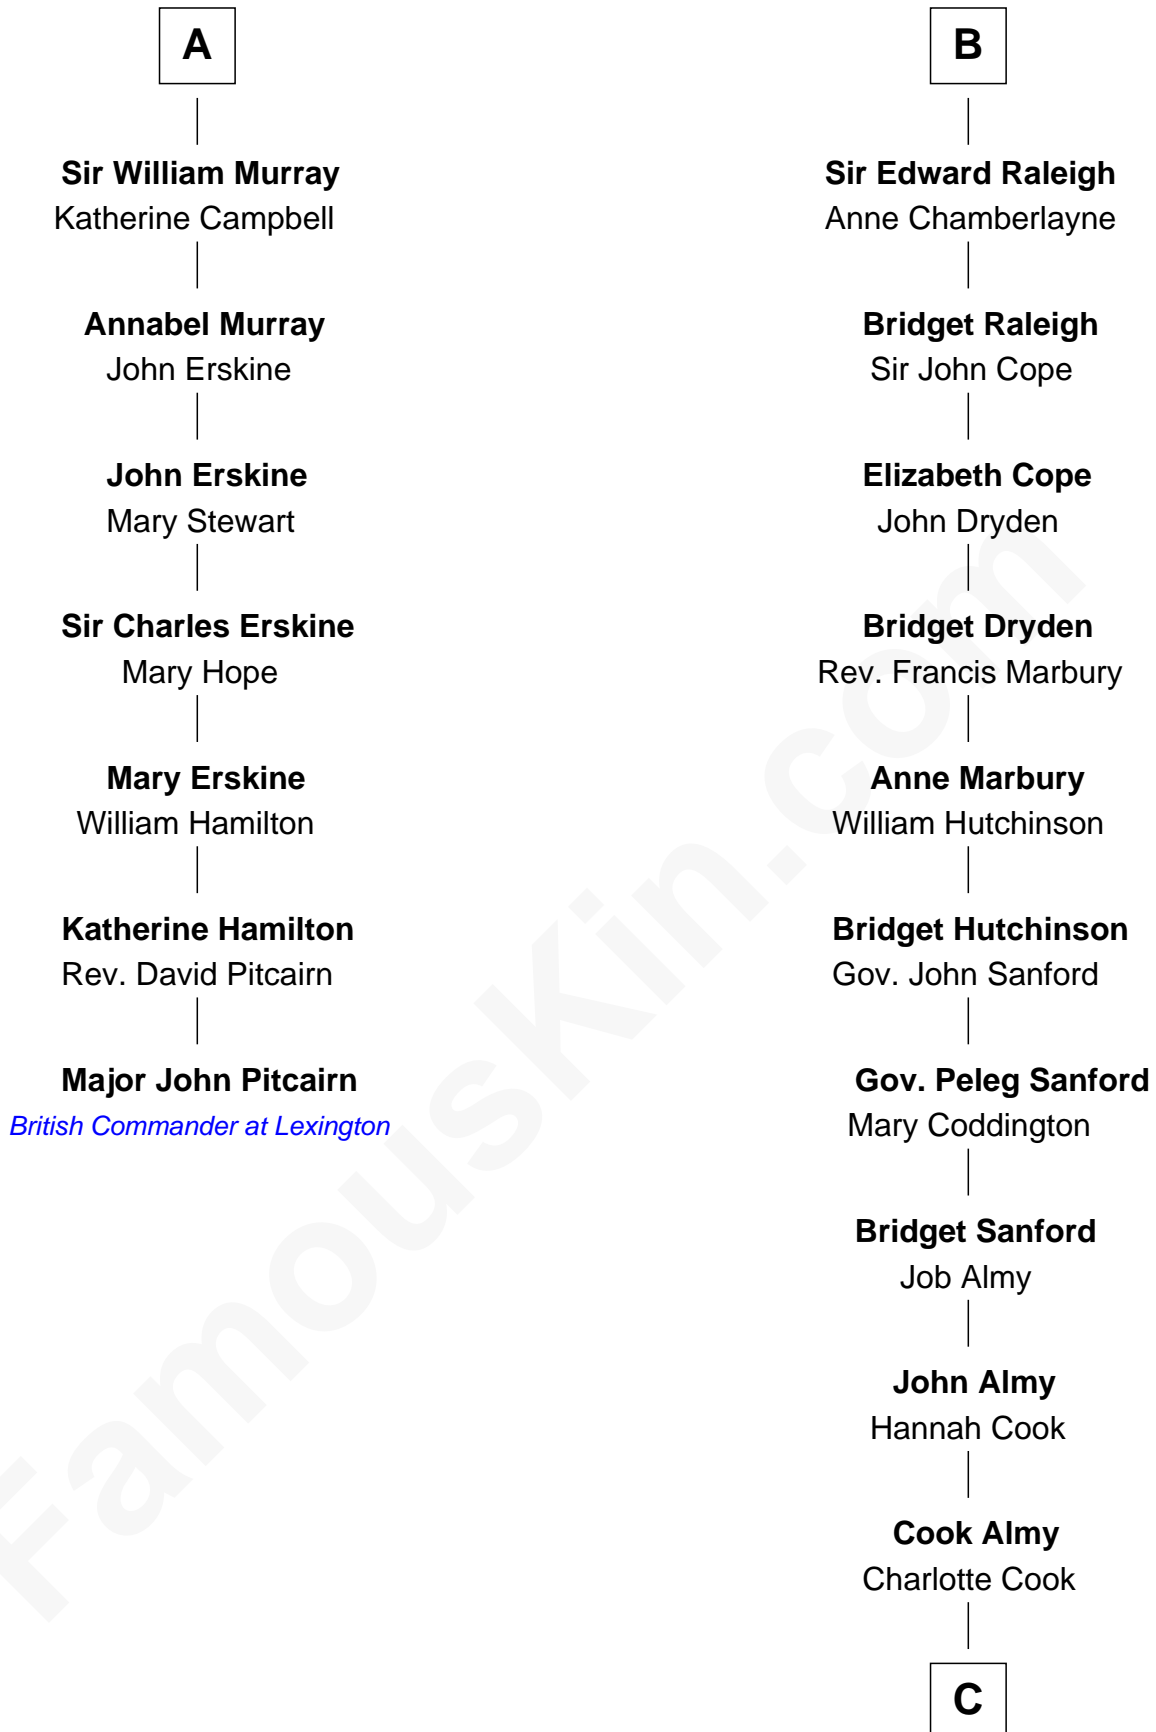 A
Sir William Murray
Katherine Campbell
Annabel Murray
John Erskine
John Erskine
Mary Stewart
Sir Charles Erskine
Mary Hope
Mary Erskine
William Hamilton
Katherine Hamilton
Rev. David Pitcairn
Major John Pitcairn
British Commander at Lexington
B
Sir Edward Raleigh
Anne Chamberlayne
Bridget Raleigh
Sir John Cope
Elizabeth Cope
John Dryden
Bridget Dryden
Rev. Francis Marbury
Anne Marbury
William Hutchinson
Bridget Hutchinson
Gov. John Sanford
Gov. Peleg Sanford
Mary Coddington
Bridget Sanford
Job Almy
John Almy
Hannah Cook
Cook Almy
Charlotte Cook
C
FamousKin.com